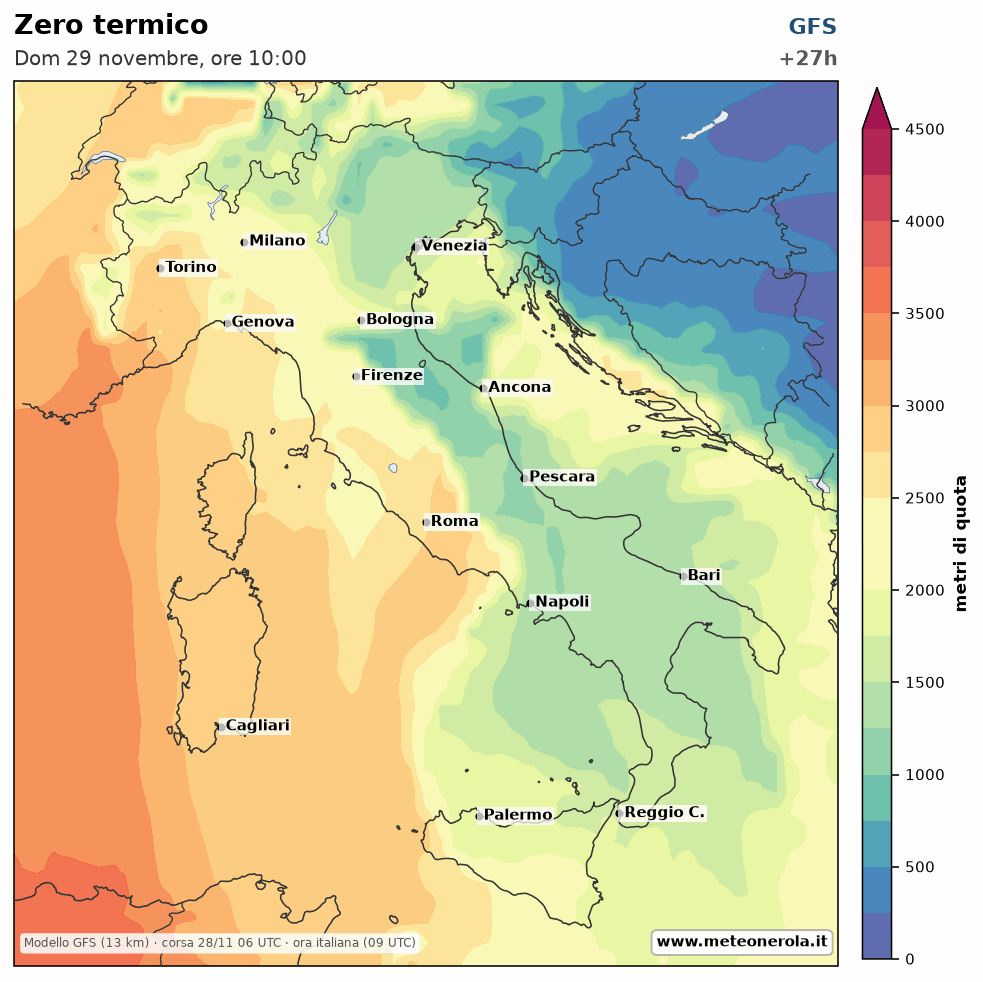 Zero termico
GFS
Dom 29 novembre, ore 10:00
+27h
Milano
Venezia
Torino
Genova
Bologna
Firenze
Ancona
Pescara
Roma
Bari
Napoli
Cagliari
Palermo
Reggio C.
Modello GFS (13 km) · corsa 28/11 06 UTC · ora italiana (09 UTC)
www.meteonerola.it
4500
4000
3500
3000
2500
2000
1500
1000
500
0
metri di quota